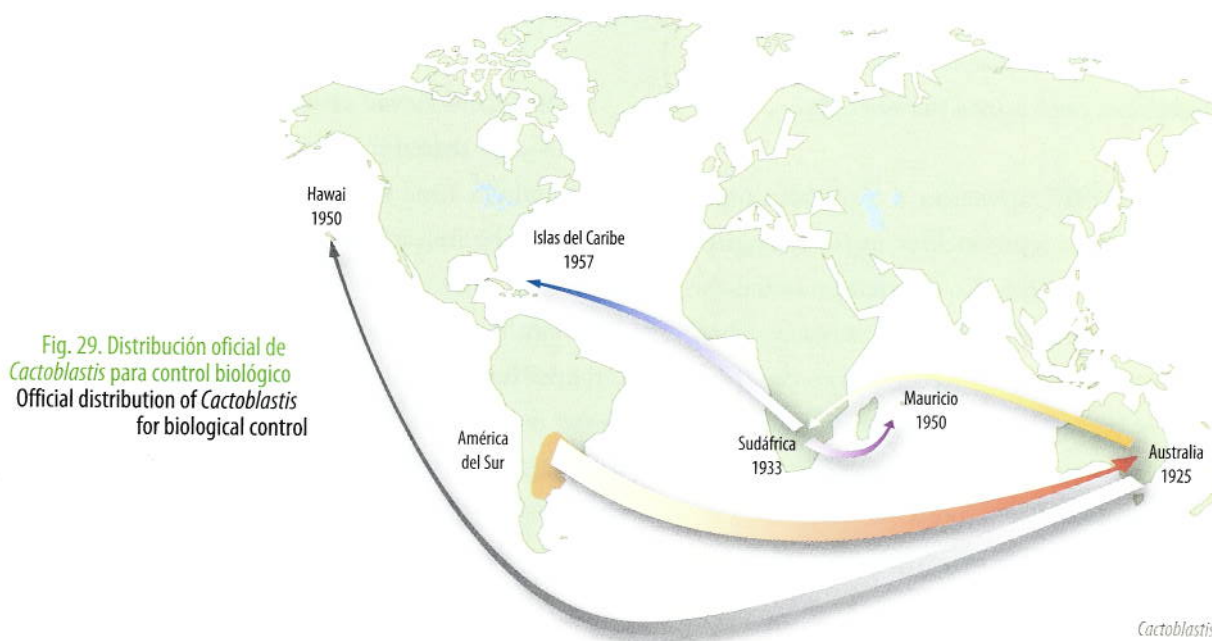 Hawai
1950
Islas del Caribe
1957
Fig. 29. Distribución oficial de
Cactoblastis para control biológico
Official distribution of Cactoblastis
for biological control
América
del Sur
Sudáfrica
1933
Mauricio
1950
Australia
1925
Cactoblastis